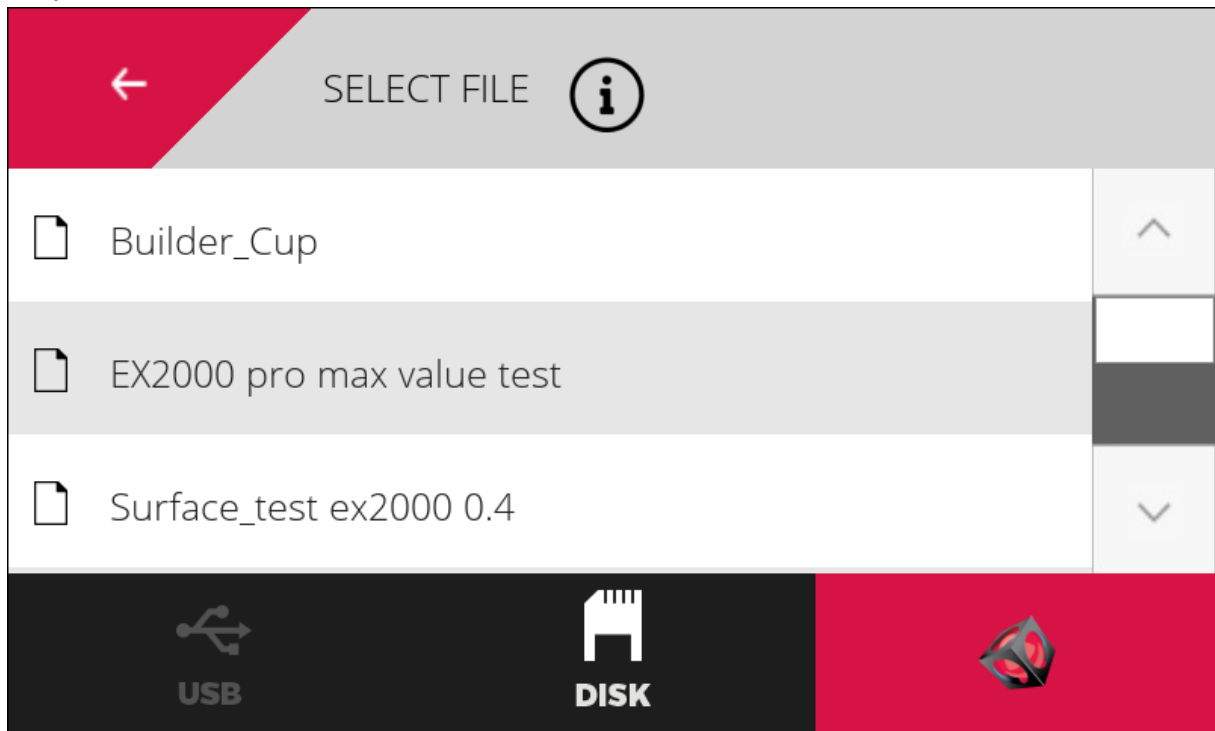 SELECT FILE
Builder_Cup
EX2000 pro max value test
Surface_test ex2000 0.4
USB
DISK